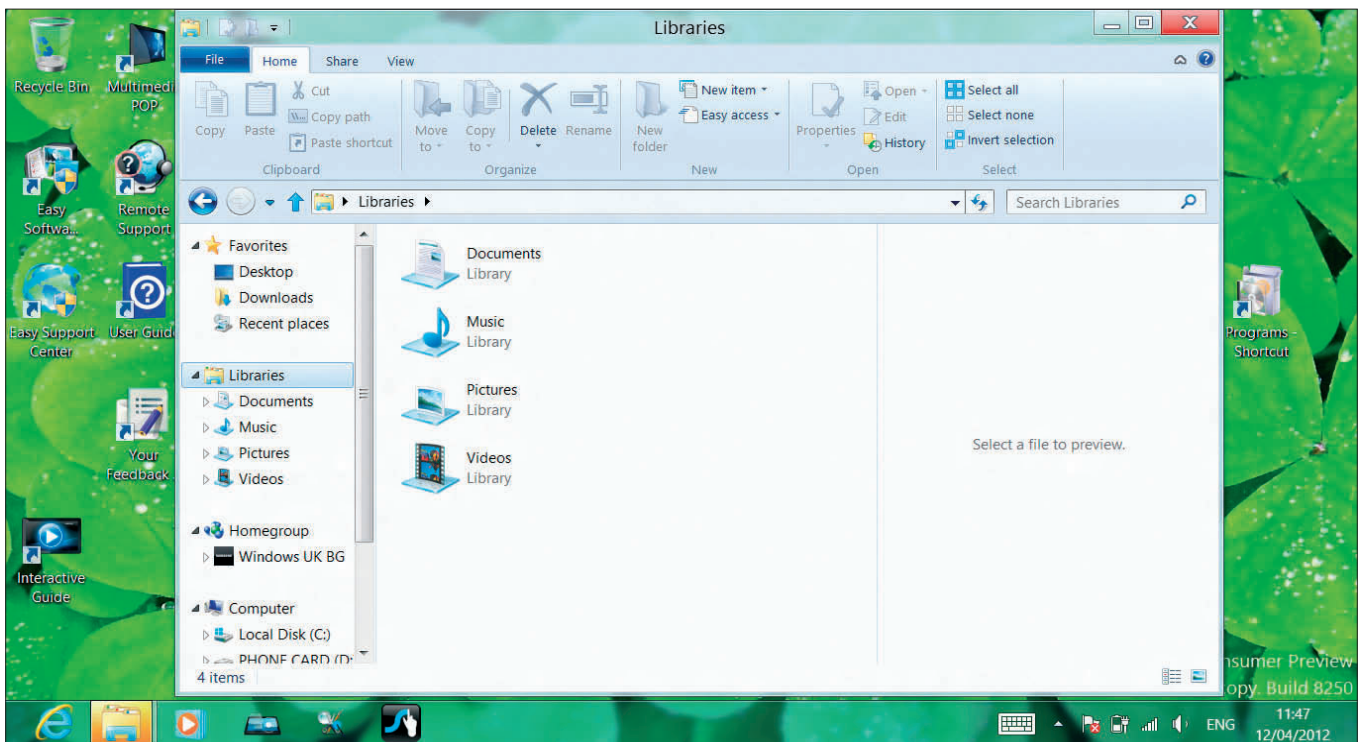 Libraries
File Home Share View
Copy
Paste
Cut
Copy path
Paste shortcut
Clipboard
Move
to
Copy
to
Delete
Rename
Organize
New
folder
New item
Easy access
New
Properties
Open
Edit
History
Open
Select all
Select none
Invert selection
Select
Libraries
Search Libraries
Favorites
Desktop
Downloads
Recent places
Libraries
Documents
Music
Pictures
Videos
Homegroup
Windows UK BG
Computer
Local Disk (C:)
PHONE CARD (D:
4 items
Documents
Library
Music
Library
Pictures
Library
Videos
Library
Select a file to preview.
Recycle Bin
Multimedi
POP
Easy
Softwa...
Remote
Support
Easy Support
Center
User Guid
Your
Feedback
Interactive
Guide
Programs -
Shortcut
nsumer Preview
opy. Build 8250
ENG
11:47
12/04/2012